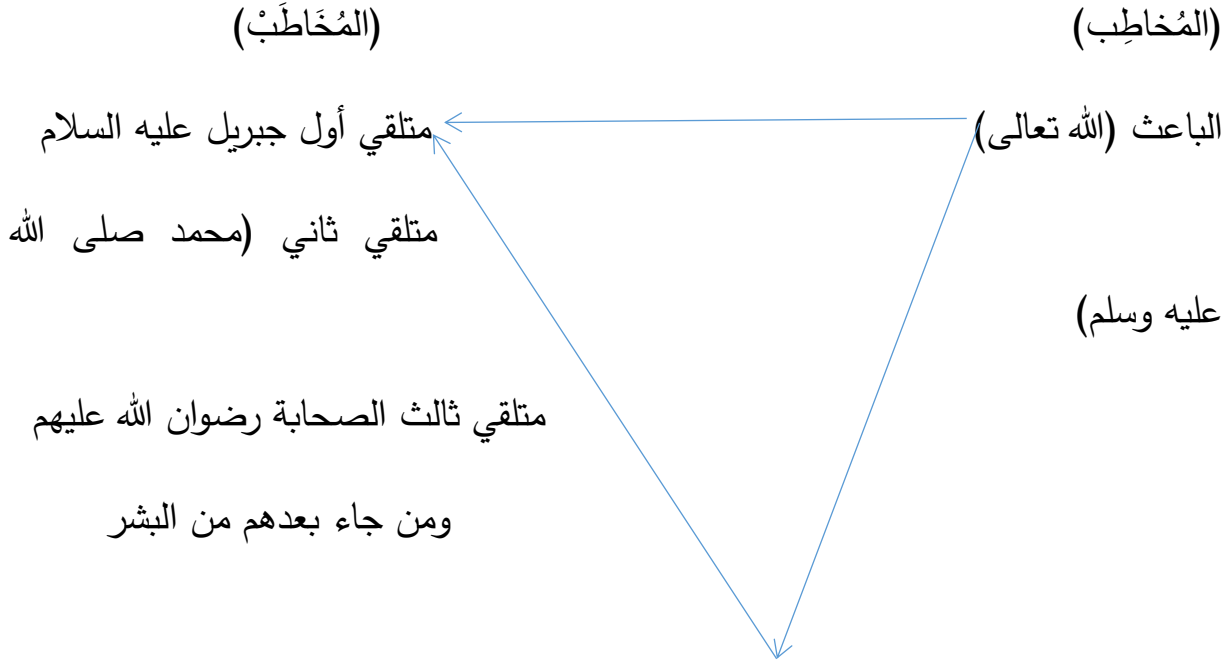 (المُخاطِب) (المُخَاطَبْ)
الباعث (الله تعالى) متلقي أول جبريل عليه السلام
متلقي ثاني (محمد صلى الله
عليه وسلم)
متلقي ثالث الصحابة رضوان الله عليهم
ومن جاء بعدهم من البشر